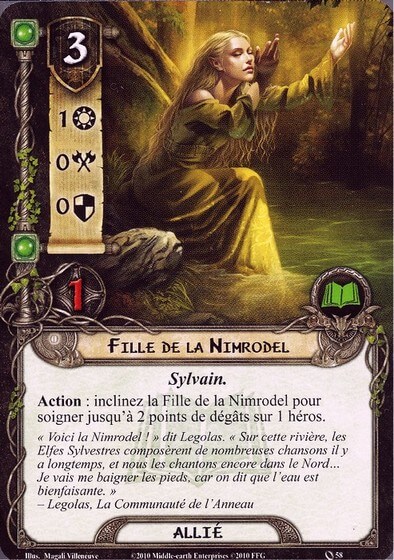 3
1
0
0
1
Fille de la Nimrodel
Sylvain.
Action : inclinez la Fille de la Nimrodel pour
soigner jusqu'à 2 points de dégâts sur 1 héros.
« Voici la Nimrodel ! » dit Legolas. « Sur cette rivière, les
Elfes Sylvestres composèrent de nombreuses chansons il y
a longtemps, et nous les chantons encore dans le Nord…
Je vais me baigner les pieds, car on dit que l'eau est
bienfaisante. »
– Legolas, La Communauté de l'Anneau
Allié
Illus. Magali Villeneuve ©2010 Middle-earth Enterprises ©2010 FFG 58